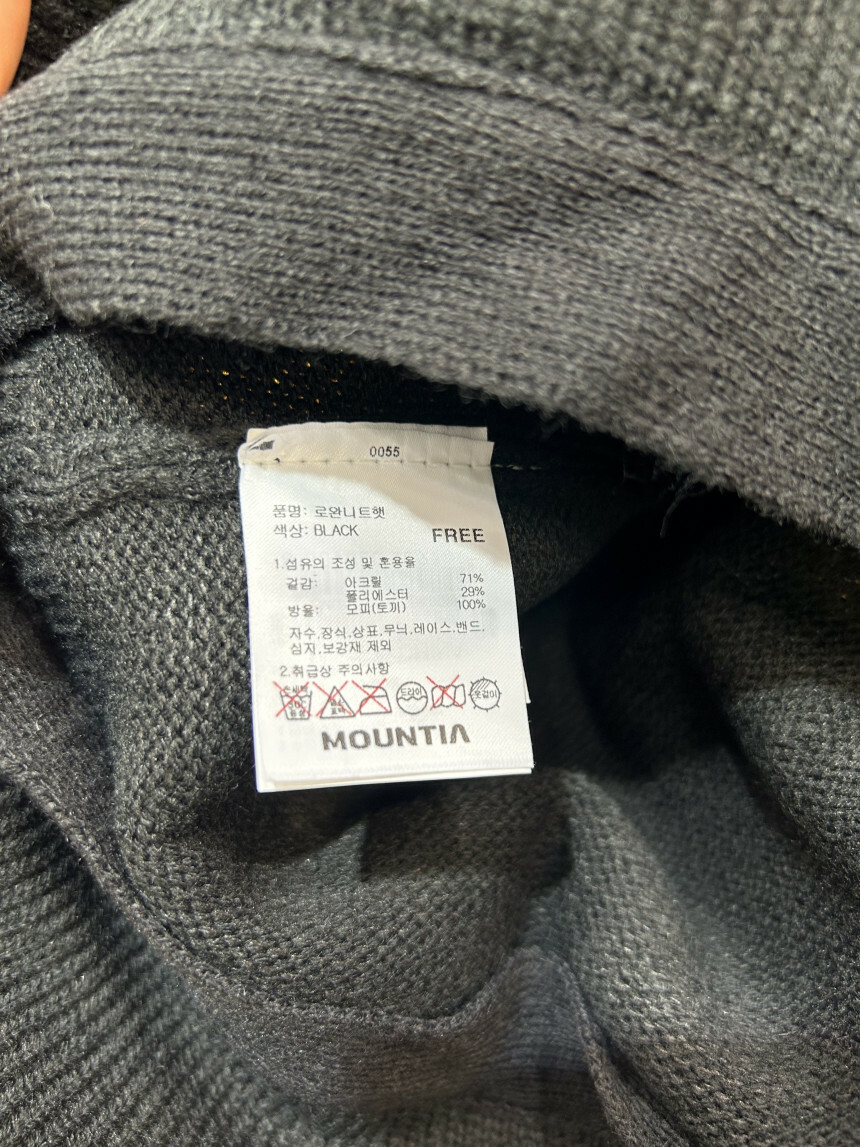 0055
품명: 로완니트햇
색상: BLACK FREE
1.섬유의 조성 및 혼용율
겉감: 아크릴 71%
폴리에스터 29%
방울: 모피(토끼) 100%
자수,장식,상표,무늬,레이스,밴드,
심지,보강재 제외
2.취급상 주의사항
드라이 옷걸이
MOUNTIA